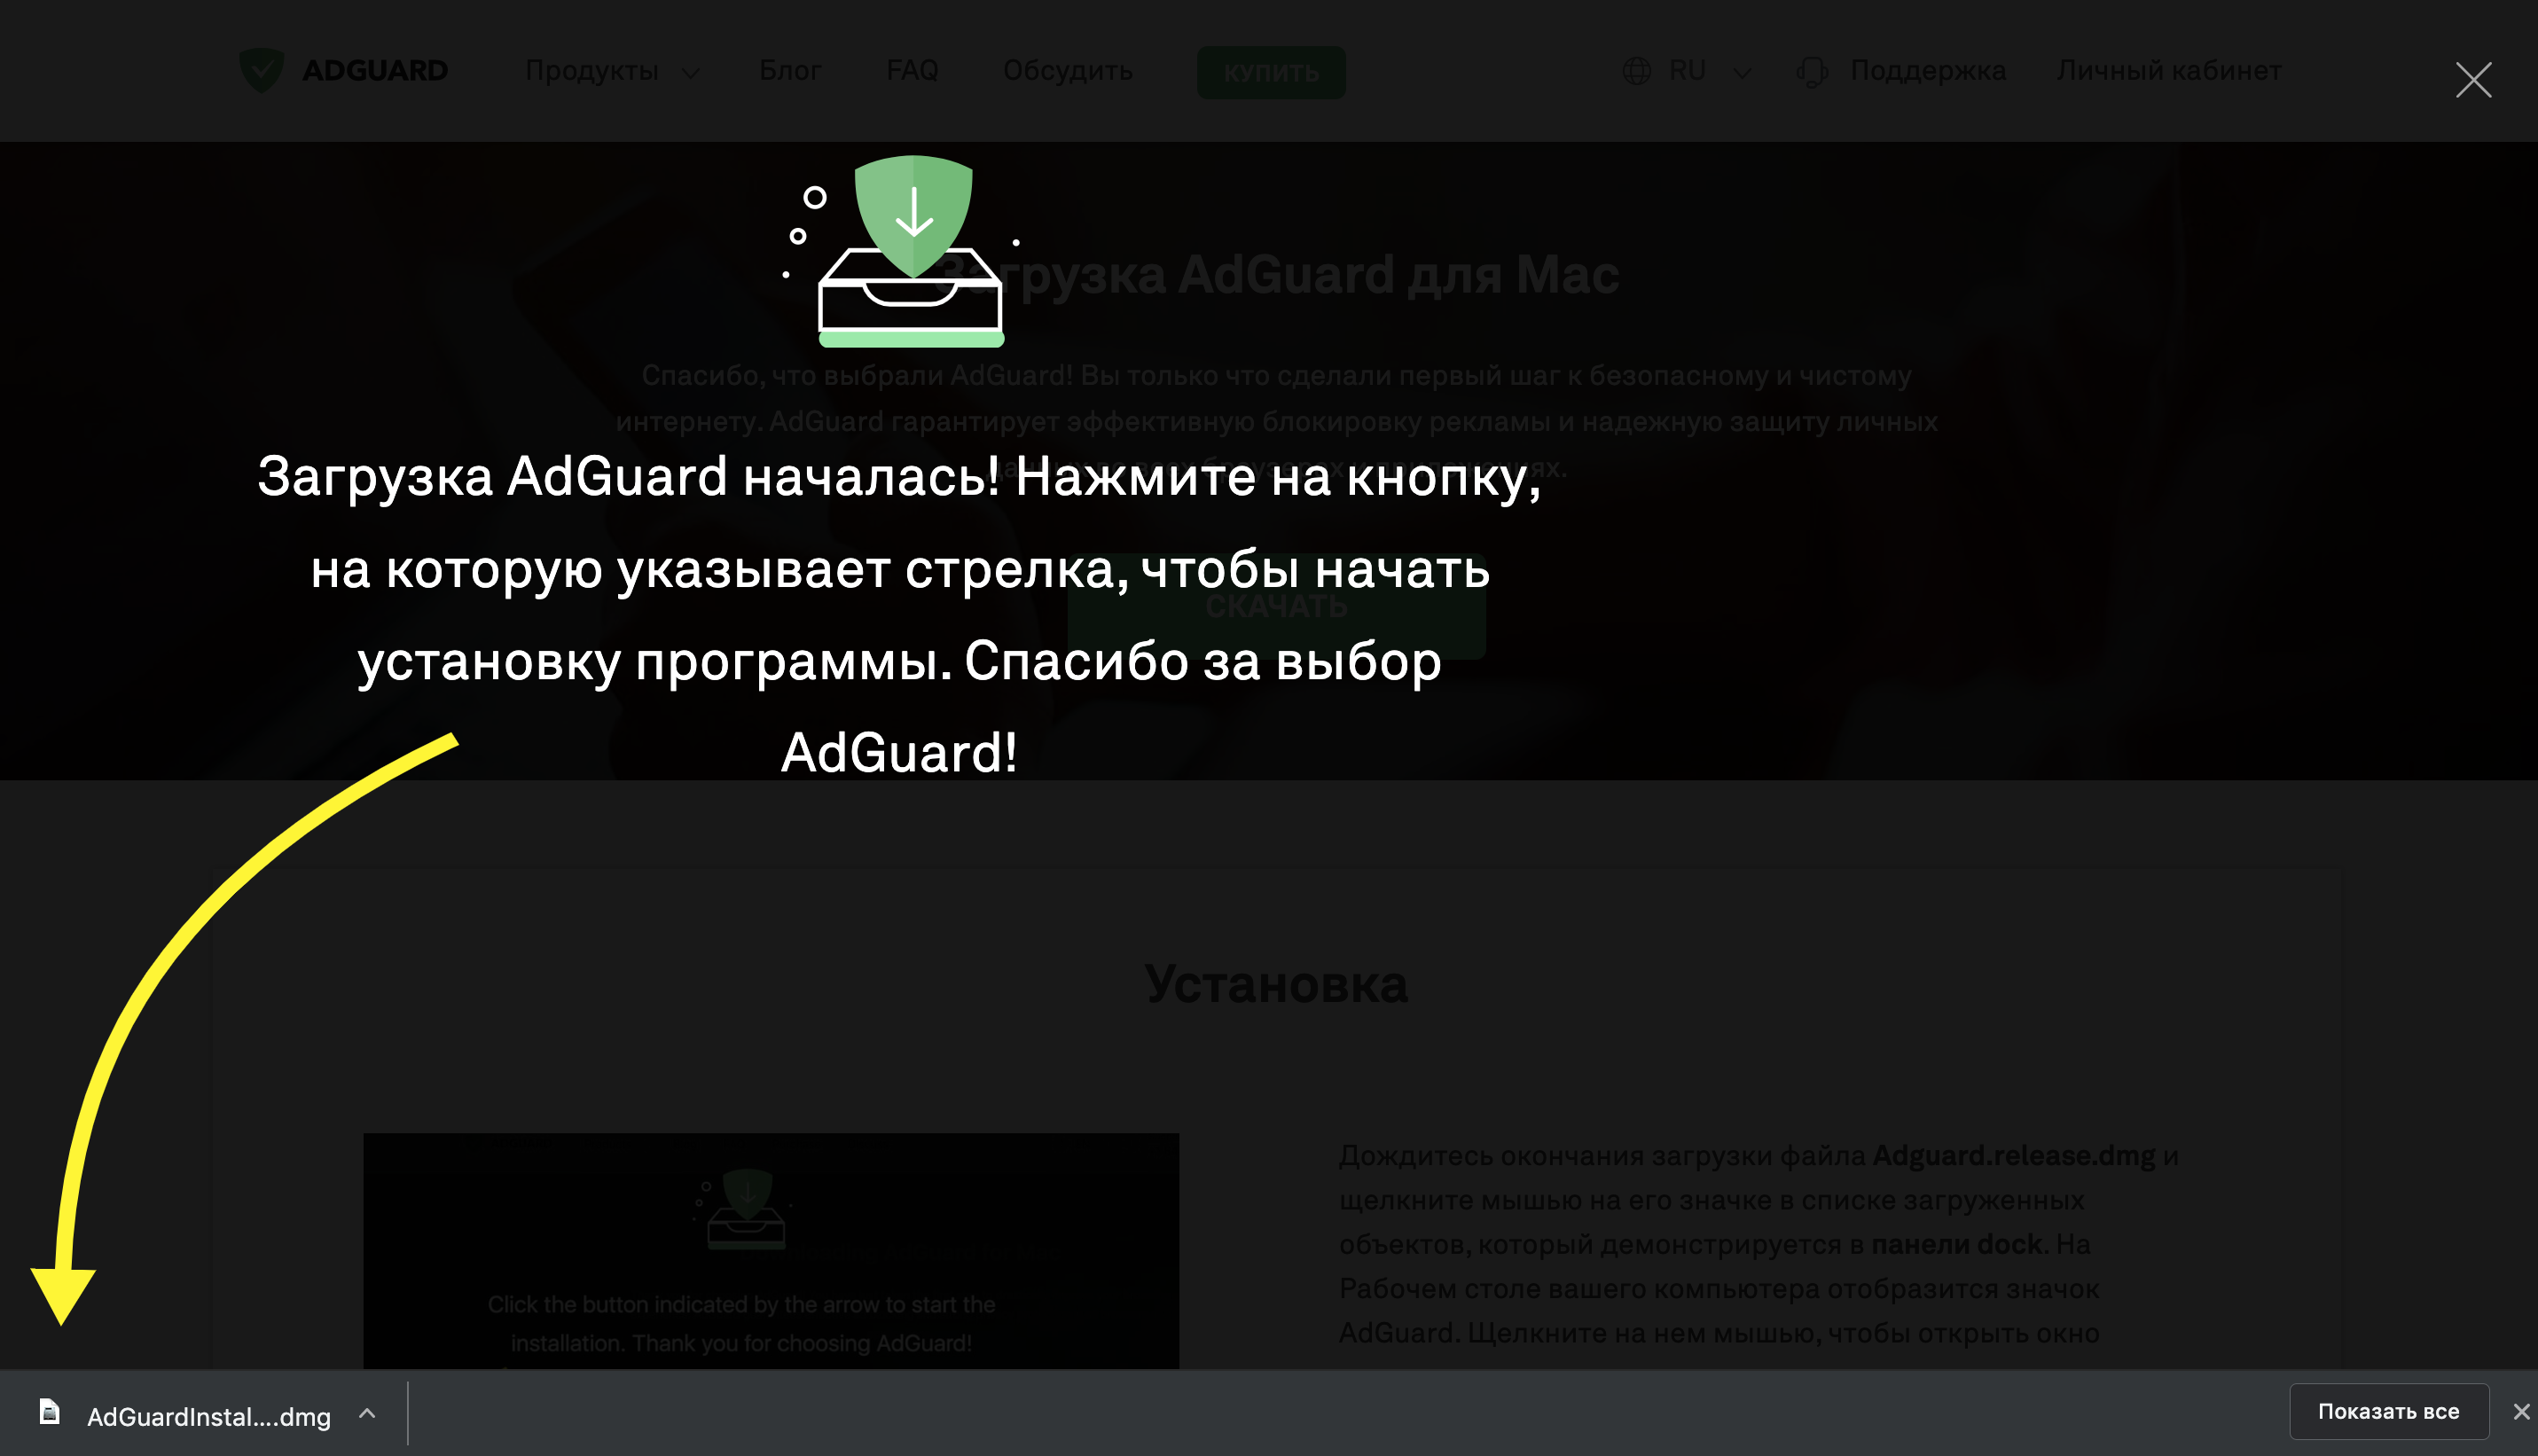 ADGUARD
Продукты
Блог
FAQ
Обсудить
КУПИТЬ
RU
Поддержка
Личный кабинет
Загрузка AdGuard для Mac
Спасибо, что выбрали AdGuard! Вы только что сделали первый шаг к безопасному и чистому
интернету. AdGuard гарантирует эффективную блокировку рекламы и надежную защиту личных
Загрузка AdGuard началась! Нажмите на кнопку,
на которую указывает стрелка, чтобы начать
СКАЧАТЬ
установку программы. Спасибо за выбор
AdGuard!
Установка
Click the button indicated by the arrow to start the
installation. Thank you for choosing AdGuard!
Дождитесь окончания загрузки файла Adguard.release.dmg и
щелкните мышью на его значке в списке загруженных
объектов, который демонстрируется в панели dock. На
Рабочем столе вашего компьютера отобразится значок
AdGuard. Щелкните на нем мышью, чтобы открыть окно
AdGuardInstal....dmg
Показать все